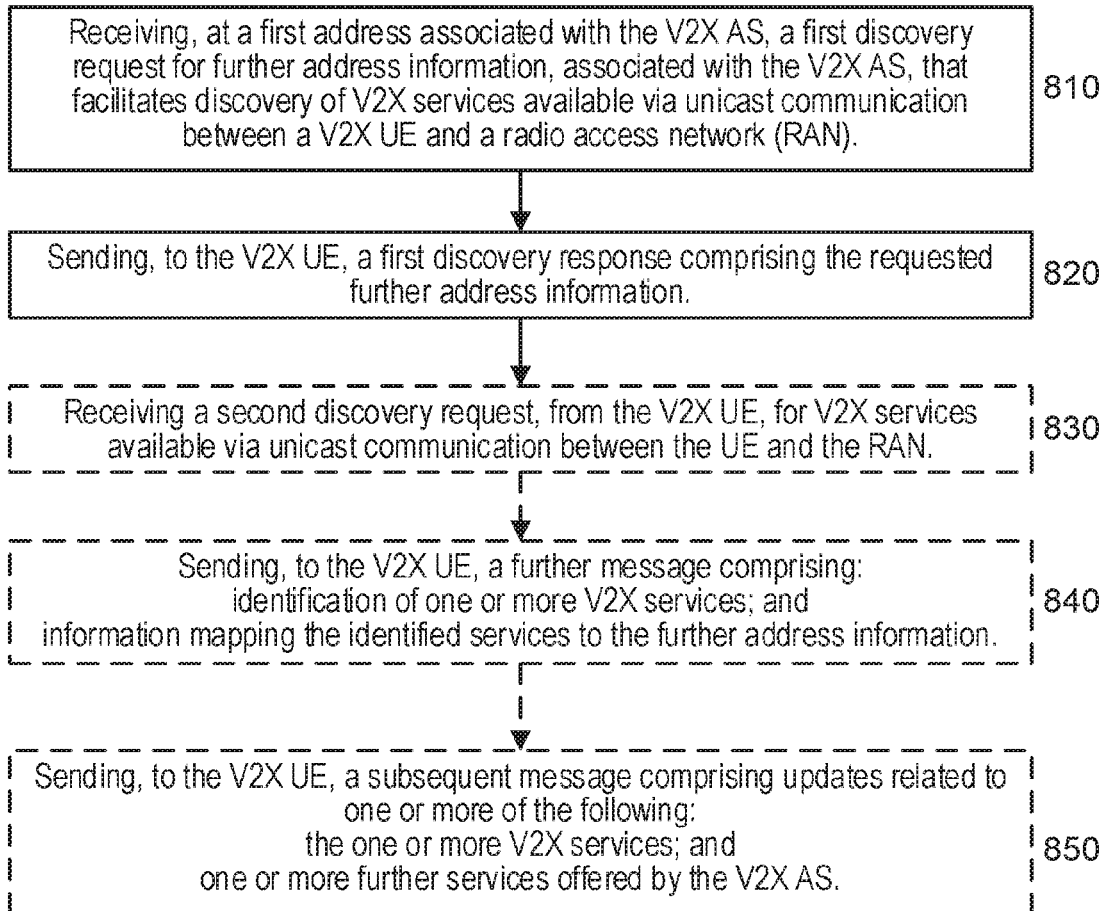 Receiving, at a first address associated with the V2X AS, a first discovery
request for further address information, associated with the V2X AS, that
facilitates discovery of V2X services available via unicast communication
between a V2X UE and a radio access network (RAN).
810
Sending, to the V2X UE, a first discovery response comprising the requested
further address information.
820
Receiving a second discovery request, from the V2X UE, for V2X services
available via unicast communication between the UE and the RAN.
830
Sending, to the V2X UE, a further message comprising:
identification of one or more V2X services; and
information mapping the identified services to the further address information.
840
Sending, to the V2X UE, a subsequent message comprising updates related to
one or more of the following:
the one or more V2X services; and
one or more further services offered by the V2X AS.
850